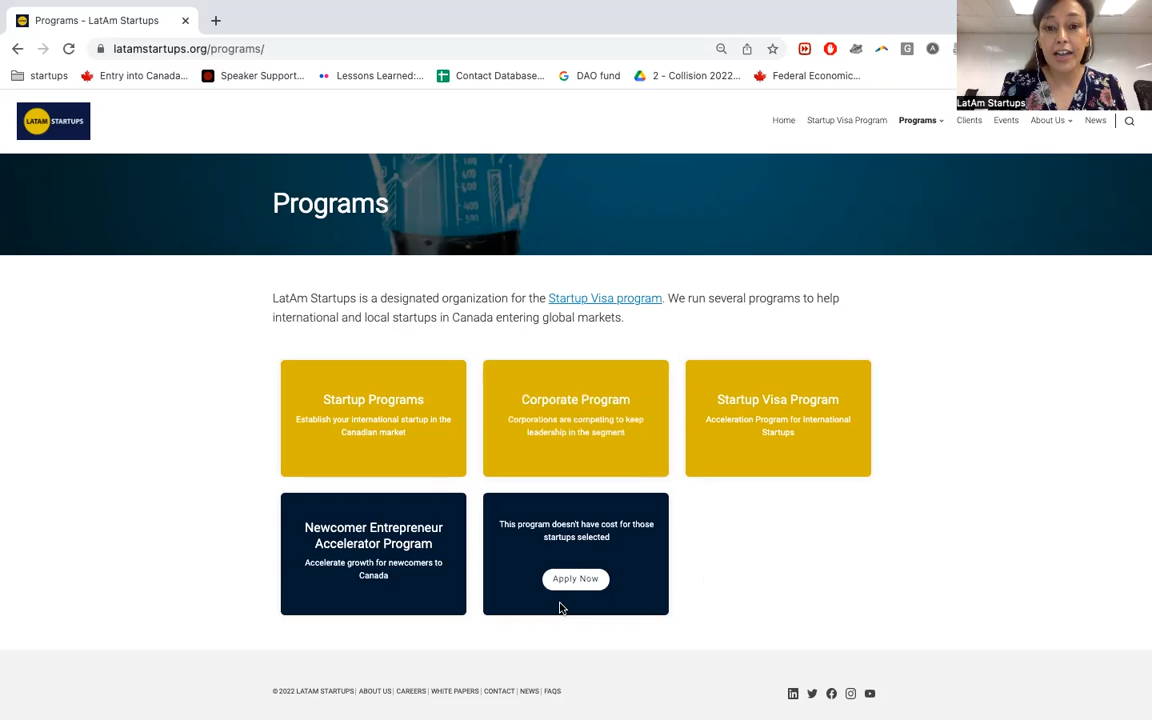 Programs - LatAm Startups
latamstartups.org/programs/
startups
Entry into Canada...
Speaker Support...
Lessons Learned:...
Contact Database...
DAO fund
2 - Collision 2022...
Federal Economic...
LatAm Startups
LATAM STARTUPS
Home
Startup Visa Program
Programs
Clients
Events
About Us
News
Programs
LatAm Startups is a designated organization for the Startup Visa program. We run several programs to help
international and local startups in Canada entering global markets.
Startup Programs
Establish your international startup in the
Canadian market
Corporate Program
Corporations are competing to keep
leadership in the segment
Startup Visa Program
Acceleration Program for International
Startups
Newcomer Entrepreneur
Accelerator Program
Accelerate growth for newcomers to
Canada
This program doesn't have cost for those
startups selected
Apply Now
© 2022 LATAM STARTUPS| ABOUT US| CAREERS| WHITE PAPERS| CONTACT| NEWS| FAQS